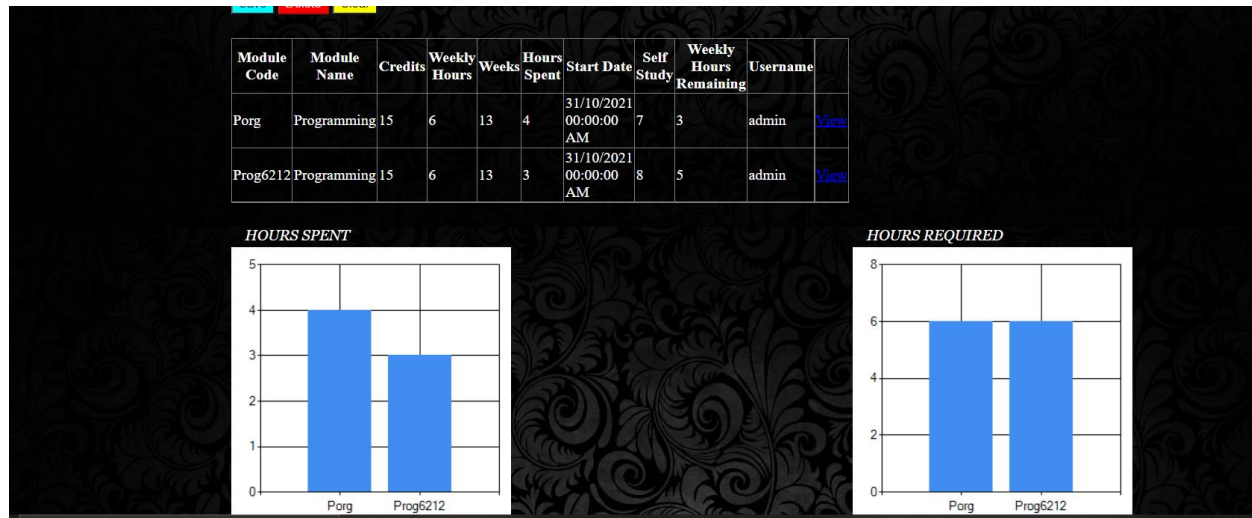 Save Delete Clear
Module Code Module Name Credits Weekly Hours Weeks Hours Spent Start Date Self Study Weekly Hours Remaining Username
Porg Programming 15 6 13 4 31/10/2021 00:00:00 AM 7 3 admin View
Prog6212 Programming 15 6 13 3 31/10/2021 00:00:00 AM 8 5 admin View
HOURS SPENT
5
4
3
2
1
0
Porg Prog6212
HOURS REQUIRED
8
6
4
2
0
Porg Prog6212